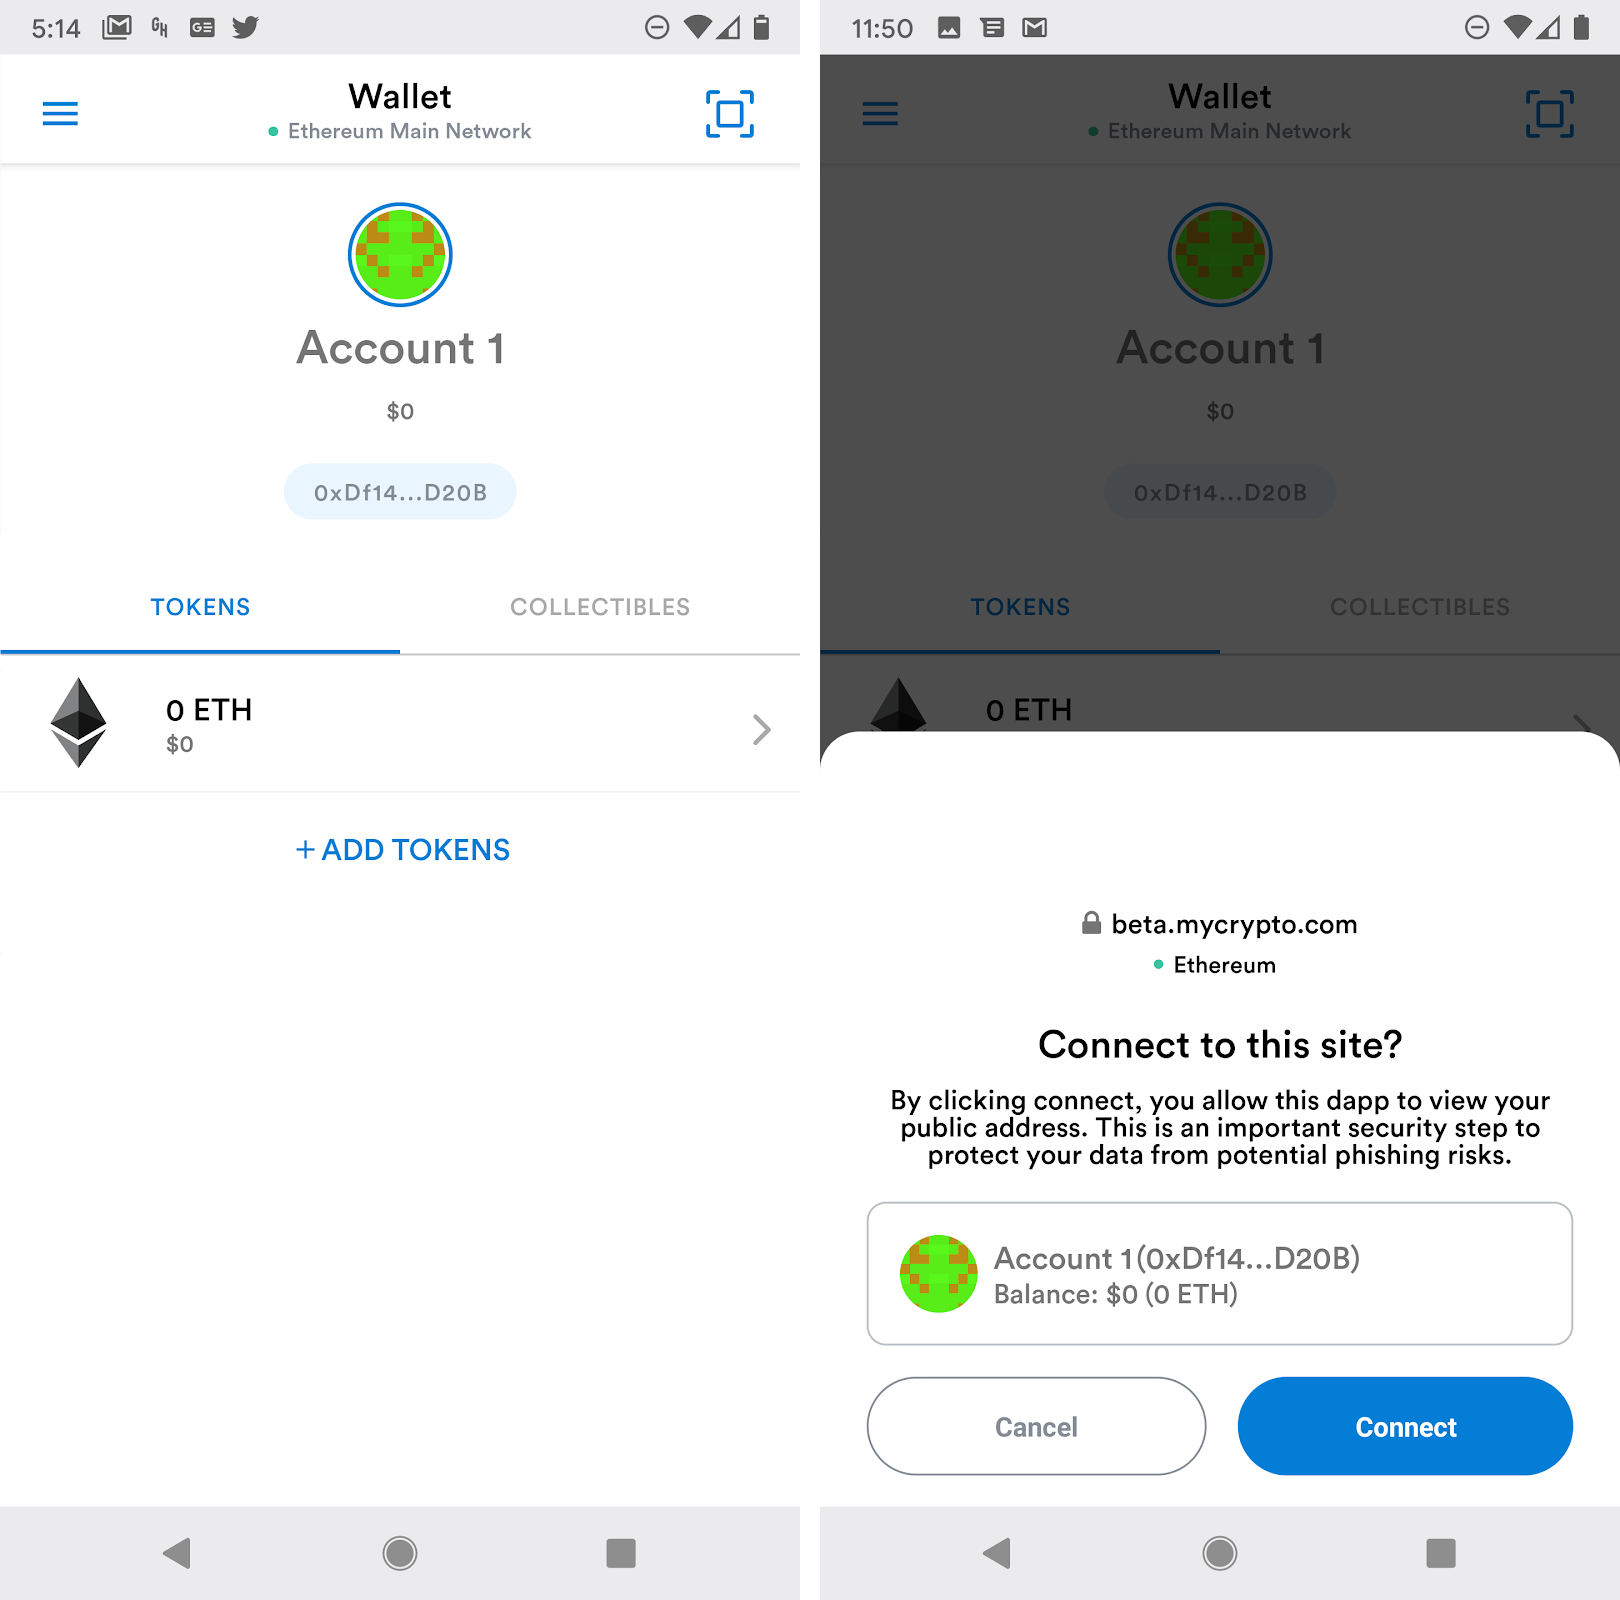 5:14
Wallet
Ethereum Main Network
Account 1
$0
0xDf14...D20B
TOKENS COLLECTIBLES
0 ETH
$0
+ ADD TOKENS
11:50
Wallet
Ethereum Main Network
Account 1
$0
0xDf14...D20B
TOKENS COLLECTIBLES
0 ETH
beta.mycrypto.com
Ethereum
Connect to this site?
By clicking connect, you allow this dapp to view your
public address. This is an important security step to
protect your data from potential phishing risks.
Account 1(0xDf14...D20B)
Balance: $0 (0 ETH)
Cancel Connect